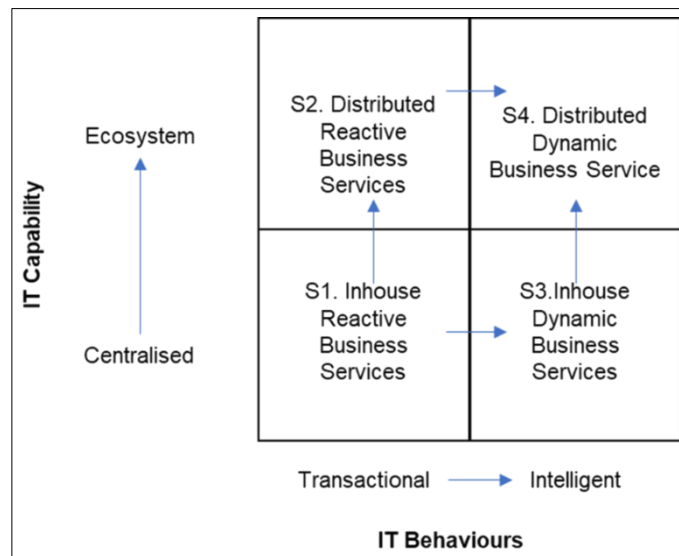 IT Capability
Ecosystem
Centralised
S2. Distributed
Reactive
Business
Services
S4. Distributed
Dynamic
Business Service
S1. Inhouse
Reactive
Business
Services
S3.Inhouse
Dynamic
Business
Services
Transactional
Intelligent
IT Behaviours